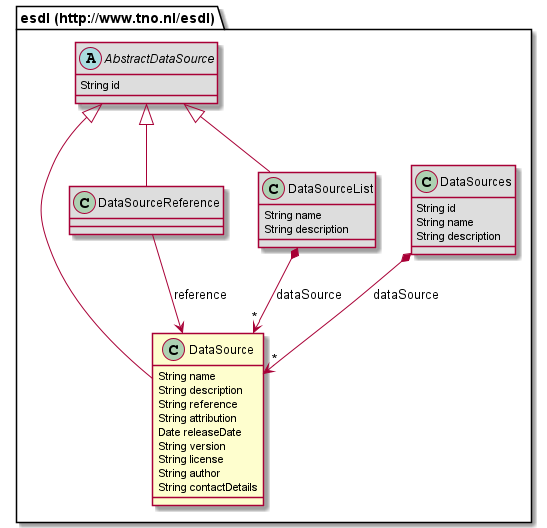 esdl (http://www.tno.nl/esdl)
A AbstractDataSource
String id
C DataSourceReference
C DataSourceList
String name
String description
C DataSources
String id
String name
String description
reference
dataSource
dataSource
*
*
C DataSource
String name
String description
String reference
String attribution
Date releaseDate
String version
String license
String author
String contactDetails